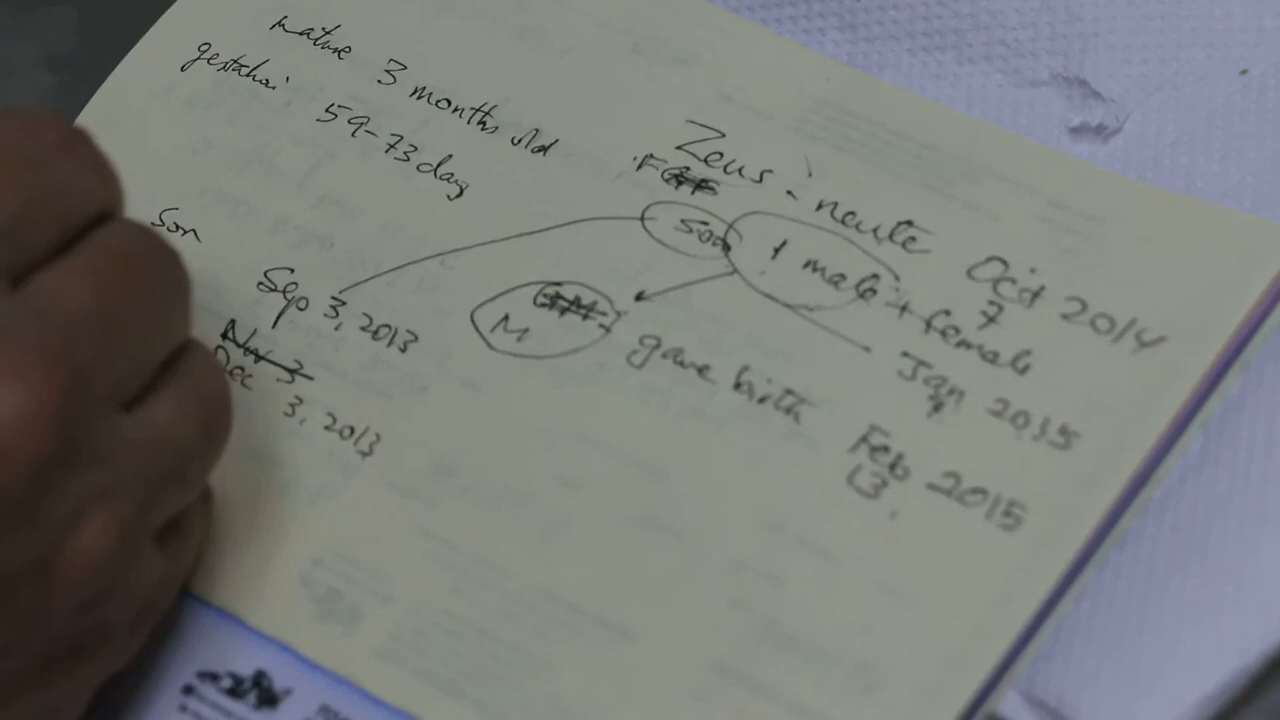 mature 3 months old
gestation 59-73 days
Zeus - neute Oct 7 2014
F
Son 1 male + female Jan 2015
M gave birth Feb 13 2015
Son
Sep 3, 2013
Nov 3
Dec 3, 2013